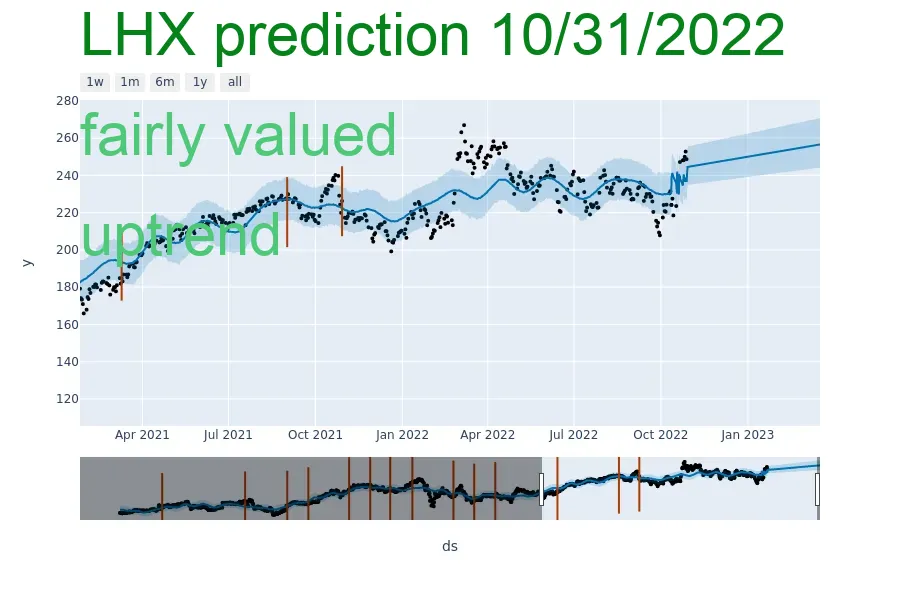 LHX prediction 10/31/2022
1w 1m 6m 1y all
280
fairly valued
260
240
220
uptrend
200
y
180
160
140
120
Apr 2021 Jul 2021 Oct 2021 Jan 2022 Apr 2022 Jul 2022 Oct 2022 Jan 2023
ds